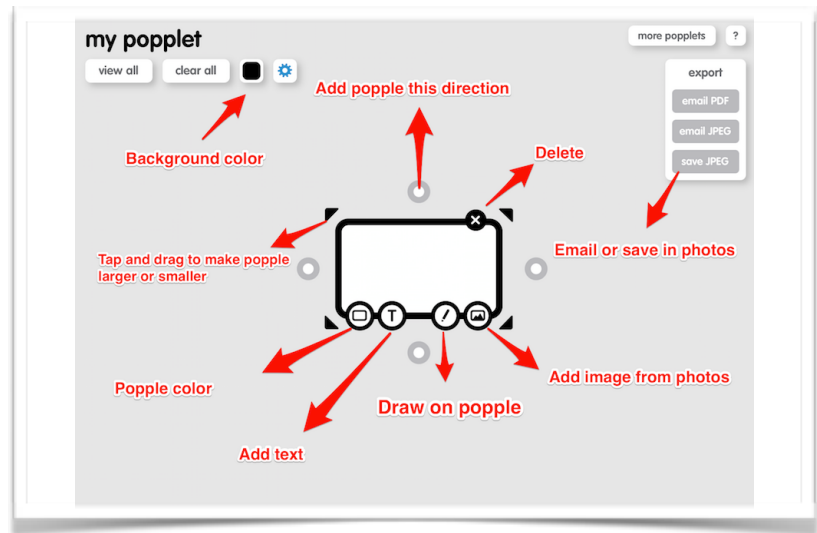 my popplet
more popplets
?
view all
clear all
export
email PDF
email JPEG
save JPEG
Add popple this direction
Background color
Delete
Email or save in photos
Tap and drag to make popple
larger or smaller
T
Popple color
Add image from photos
Draw on popple
Add text